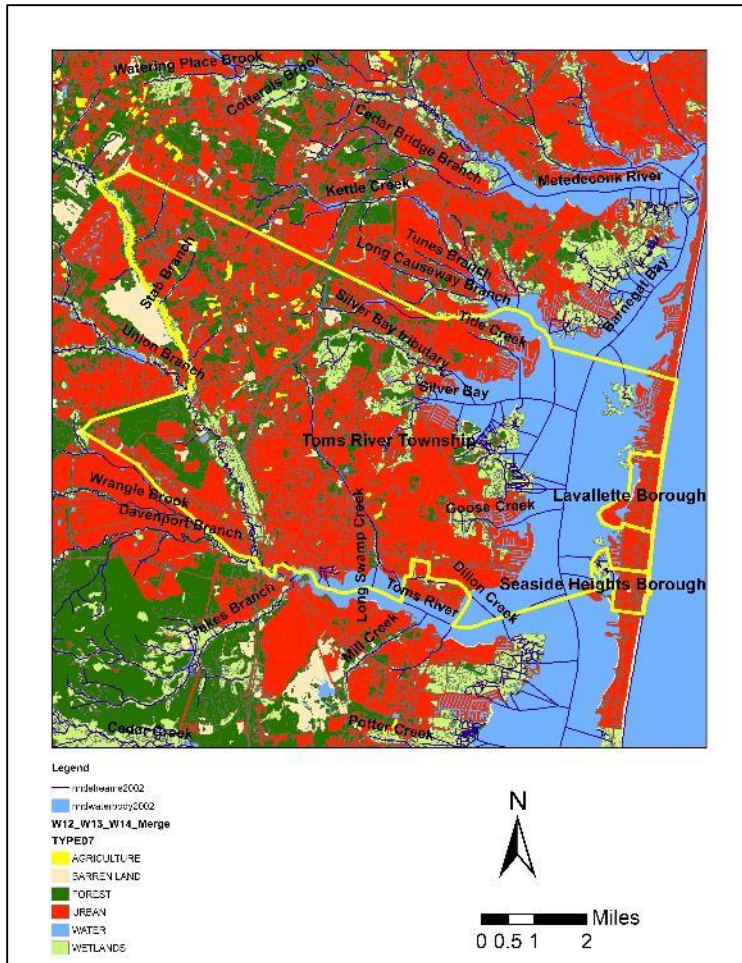 Watering Place Brook
Cotterals Brook
Cedar Bridge Branch
Metedeconk River
Kettle Creek
Tunes Branch
Long Causeway Branch
Barnegat Bay
Stab Branch
Tide Creek
Silver Bay tributary
Union Branch
Silver Bay
Toms River Township
Wrangle Brook
Lavallette Borough
Goose Creek
Davenport Branch
Long Swamp Creek
Dillon Creek
Seaside Heights Borough
Toms River
Jakes Branch
Mill Creek
Potter Creek
Cedar Creek
Legend
W12_W13_W14_Merge
TYPE07
AGRICULTURE
BARREN LAND
FOREST
URBAN
WATER
WETLANDS
N
Miles
0 0.5 1 2